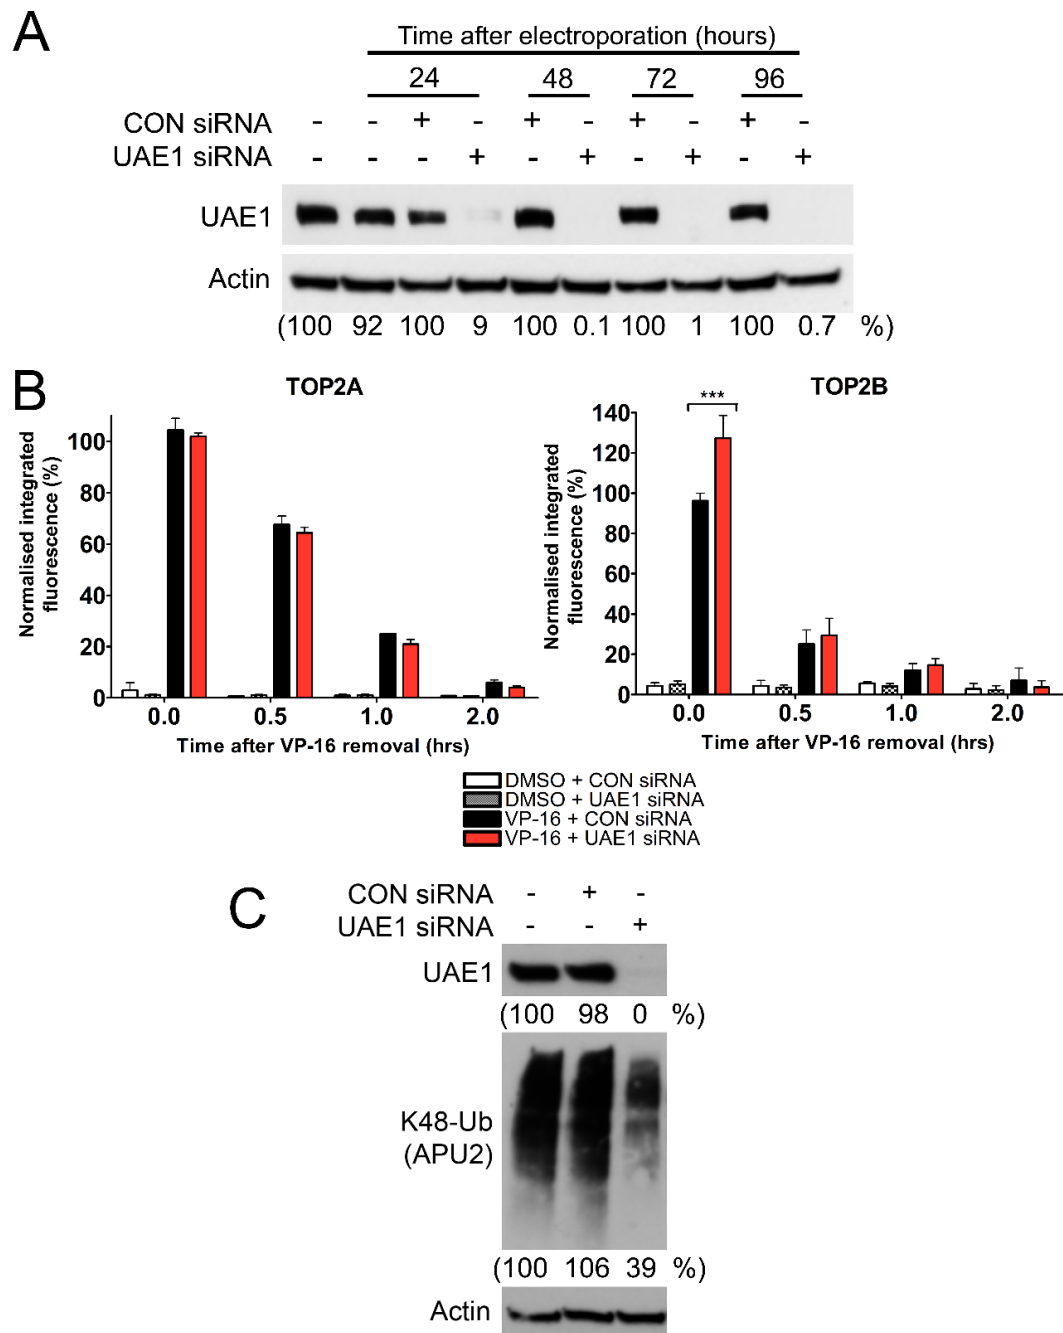 A
Time after electroporation (hours)
24 48 72 96
CON siRNA - - + - + - + - + -
UAE1 siRNA - - - + - + - + - +
UAE1
Actin
(100 92 100 9 100 0.1 100 1 100 0.7 %)
B
TOP2A
Normalised integrated
fluorescence (%)
100
80
60
40
20
0
0.0 0.5 1.0 2.0
Time after VP-16 removal (hrs)
TOP2B
***
Normalised integrated
fluorescence (%)
140
120
100
80
60
40
20
0
0.0 0.5 1.0 2.0
Time after VP-16 removal (hrs)
DMSO + CON siRNA
DMSO + UAE1 siRNA
VP-16 + CON siRNA
VP-16 + UAE1 siRNA
C
CON siRNA - + -
UAE1 siRNA - - +
UAE1
(100 98 0 %)
K48-Ub
(APU2)
(100 106 39 %)
Actin